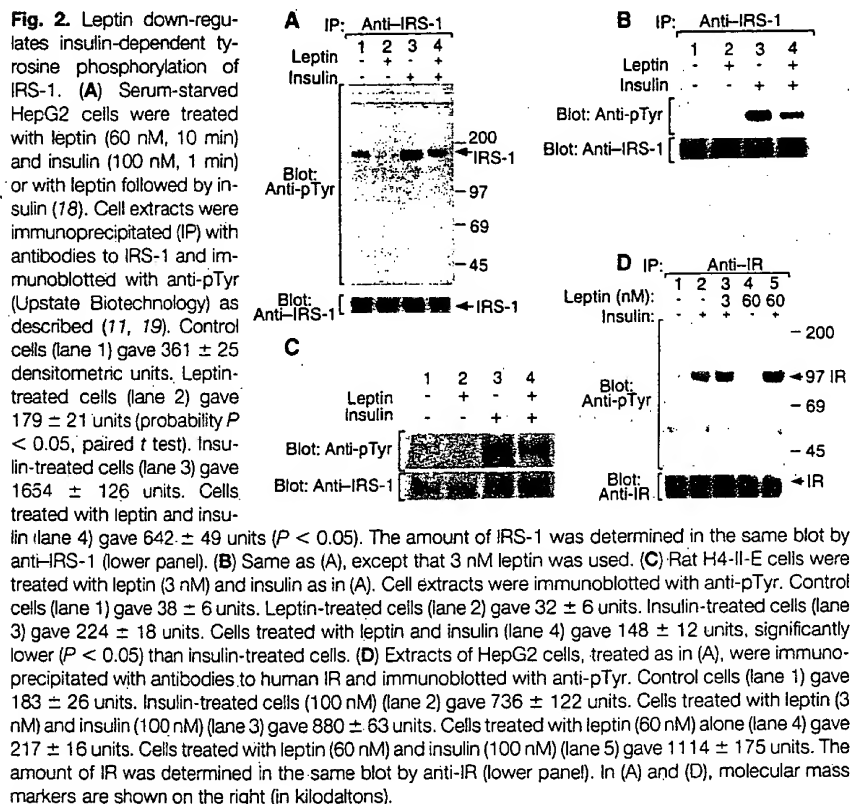 Fig. 2. Leptin down-regu-
lates insulin-dependent ty-
rosine phosphorylation of
IRS-1. (A) Serum-starved
HepG2 cells were treated
with leptin (60 nM, 10 min)
and insulin (100 nM, 1 min)
or with leptin followed by in-
sulin (18). Cell extracts were
immunoprecipitated (IP) with
antibodies to IRS-1 and im-
munoblotted with anti-pTyr
(Upstate Biotechnology) as
described (11, 19). Control
cells (lane 1) gave 361 ± 25
densitometric units. Leptin-
treated cells (lane 2) gave
179 ± 21 units (probability P
< 0.05, paired t test). Insu-
lin-treated cells (lane 3) gave
1654 ± 126 units. Cells
treated with leptin and insu-
lin (lane 4) gave 642 ± 49 units (P < 0.05). The amount of IRS-1 was determined in the same blot by
anti–IRS-1 (lower panel). (B) Same as (A), except that 3 nM leptin was used. (C) Rat H4-II-E cells were
treated with leptin (3 nM) and insulin as in (A). Cell extracts were immunoblotted with anti-pTyr. Control
cells (lane 1) gave 38 ± 6 units. Leptin-treated cells (lane 2) gave 32 ± 6 units. Insulin-treated cells (lane
3) gave 224 ± 18 units. Cells treated with leptin and insulin (lane 4) gave 148 ± 12 units, significantly
lower (P < 0.05) than insulin-treated cells. (D) Extracts of HepG2 cells, treated as in (A), were immuno-
precipitated with antibodies to human IR and immunoblotted with anti-pTyr. Control cells (lane 1) gave
183 ± 26 units. Insulin-treated cells (100 nM) (lane 2) gave 736 ± 122 units. Cells treated with leptin (3
nM) and insulin (100 nM) (lane 3) gave 880 ± 63 units. Cells treated with leptin (60 nM) alone (lane 4) gave
217 ± 16 units. Cells treated with leptin (60 nM) and insulin (100 nM) (lane 5) gave 1114 ± 175 units. The
amount of IR was determined in the same blot by anti-IR (lower panel). In (A) and (D), molecular mass
markers are shown on the right (in kilodaltons).
A IP: Anti–IRS-1
1 2 3 4
Leptin - + - +
Insulin - - + +
200
IRS-1
Blot:
Anti-pTyr
97
69
45
Blot:
Anti–IRS-1
IRS-1
B IP: Anti–IRS-1
1 2 3 4
Leptin - + - +
Insulin - - + +
Blot: Anti-pTyr
Blot: Anti–IRS-1
C
1 2 3 4
Leptin - + - +
Insulin - - + +
Blot: Anti-pTyr
Blot: Anti–IRS-1
D IP: Anti–IR
1 2 3 4 5
Leptin (nM): - - 3 60 60
Insulin: - + + - +
200
Blot:
Anti-pTyr
97 IR
69
45
Blot:
Anti-IR
IR